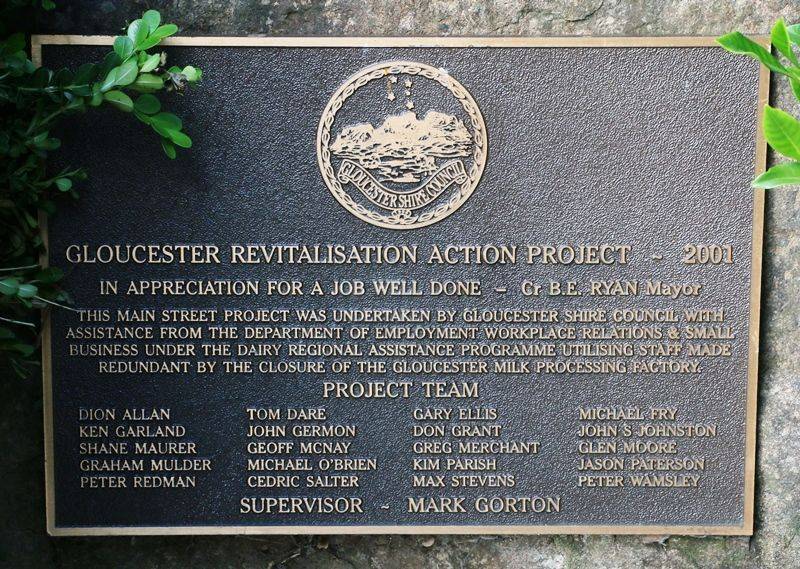 GLOUCESTER SHIRE COUNCIL
GLOUCESTER REVITALISATION ACTION PROJECT ~ 2001
IN APPRECIATION FOR A JOB WELL DONE – Cr B.E. RYAN Mayor
THIS MAIN STREET PROJECT WAS UNDERTAKEN BY GLOUCESTER SHIRE COUNCIL WITH
ASSISTANCE FROM THE DEPARTMENT OF EMPLOYMENT WORKPLACE RELATIONS & SMALL
BUSINESS UNDER THE DAIRY REGIONAL ASSISTANCE PROGRAMME UTILISING STAFF MADE
REDUNDANT BY THE CLOSURE OF THE GLOUCESTER MILK PROCESSING FACTORY.
PROJECT TEAM
DION ALLAN TOM DARE GARY ELLIS MICHAEL FRY
KEN GARLAND JOHN GERMON DON GRANT JOHN S JOHNSTON
SHANE MAURER GEOFF MCNAY GREG MERCHANT GLEN MOORE
GRAHAM MULDER MICHAEL O'BRIEN KIM PARISH JASON PATERSON
PETER REDMAN CEDRIC SALTER MAX STEVENS PETER WAMSLEY
SUPERVISOR ~ MARK GORTON